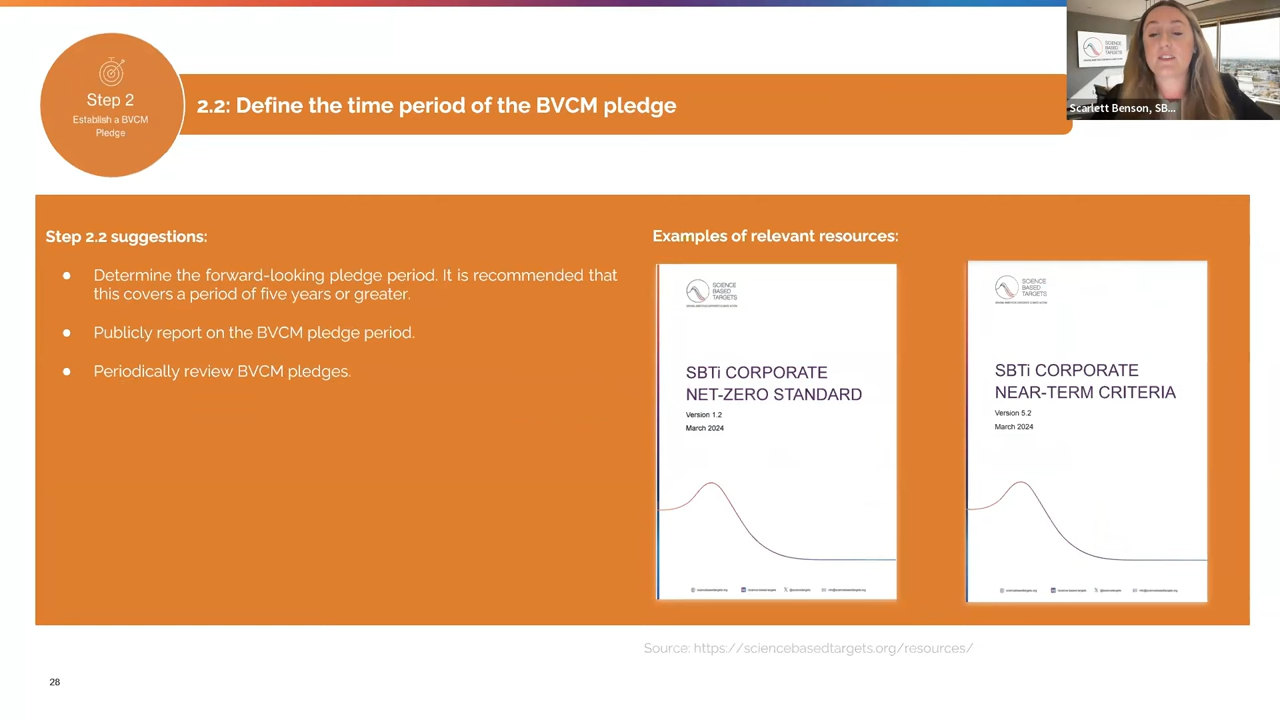 Step 2
Establish a BVCM
Pledge
2.2: Define the time period of the BVCM pledge
SCIENCE
BASED
TARGETS
Scarlett Benson, SB...
Step 2.2 suggestions:
● Determine the forward-looking pledge period. It is recommended that
this covers a period of five years or greater.
● Publicly report on the BVCM pledge period.
● Periodically review BVCM pledges.
Examples of relevant resources:
SCIENCE
BASED
TARGETS
SBTi CORPORATE
NET-ZERO STANDARD
Version 1.2
March 2024
SCIENCE
BASED
TARGETS
SBTi CORPORATE
NEAR-TERM CRITERIA
Version 5.2
March 2024
Source: https://sciencebasedtargets.org/resources/
28